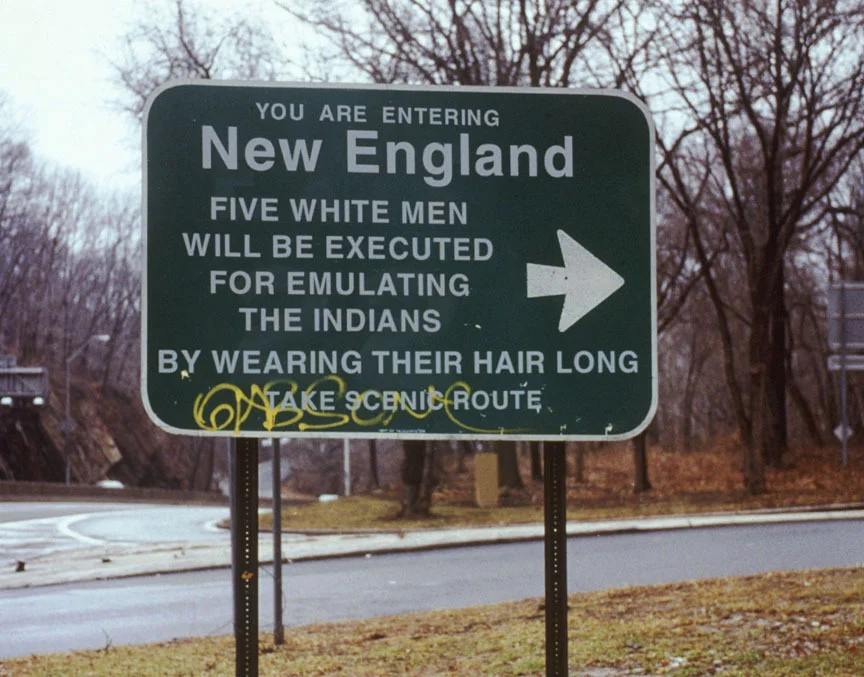 YOU ARE ENTERING
New England
FIVE WHITE MEN
WILL BE EXECUTED
FOR EMULATING
THE INDIANS
BY WEARING THEIR HAIR LONG
TAKE SCENIC ROUTE